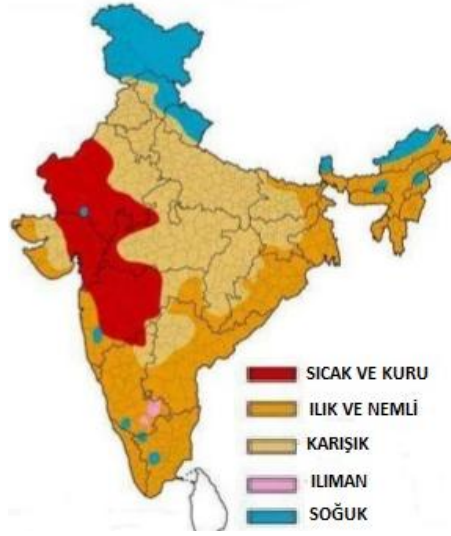 SICAK VE KURU
ILIK VE NEMLİ
KARIŞIK
ILIMAN
SOĞUK